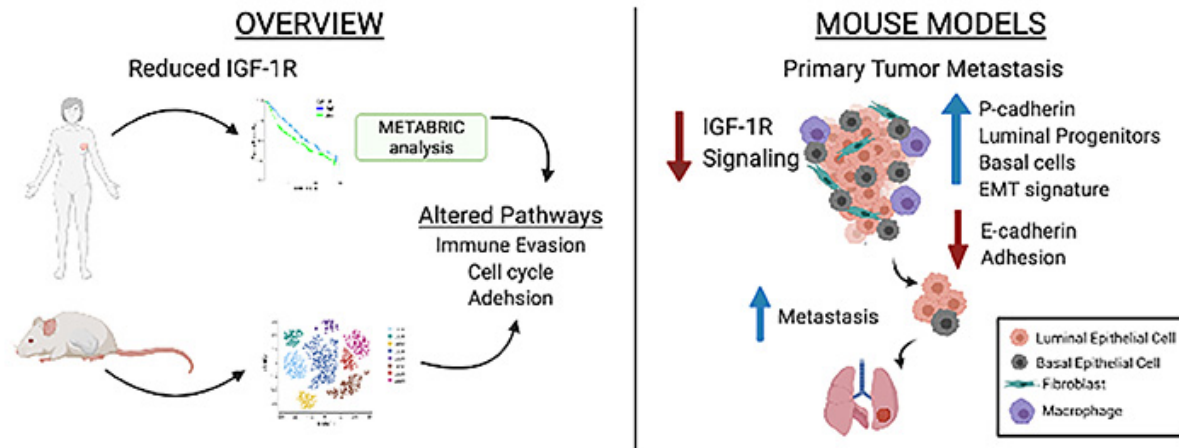 OVERVIEW
Reduced IGF-1R
METABRIC
analysis
Altered Pathways
Immune Evasion
Cell cycle
Adehsion
MOUSE MODELS
Primary Tumor Metastasis
IGF-1R
Signaling
P-cadherin
Luminal Progenitors
Basal cells
EMT signature
E-cadherin
Adhesion
Metastasis
Luminal Epithelial Cell
Basal Epithelial Cell
Fibroblast
Macrophage